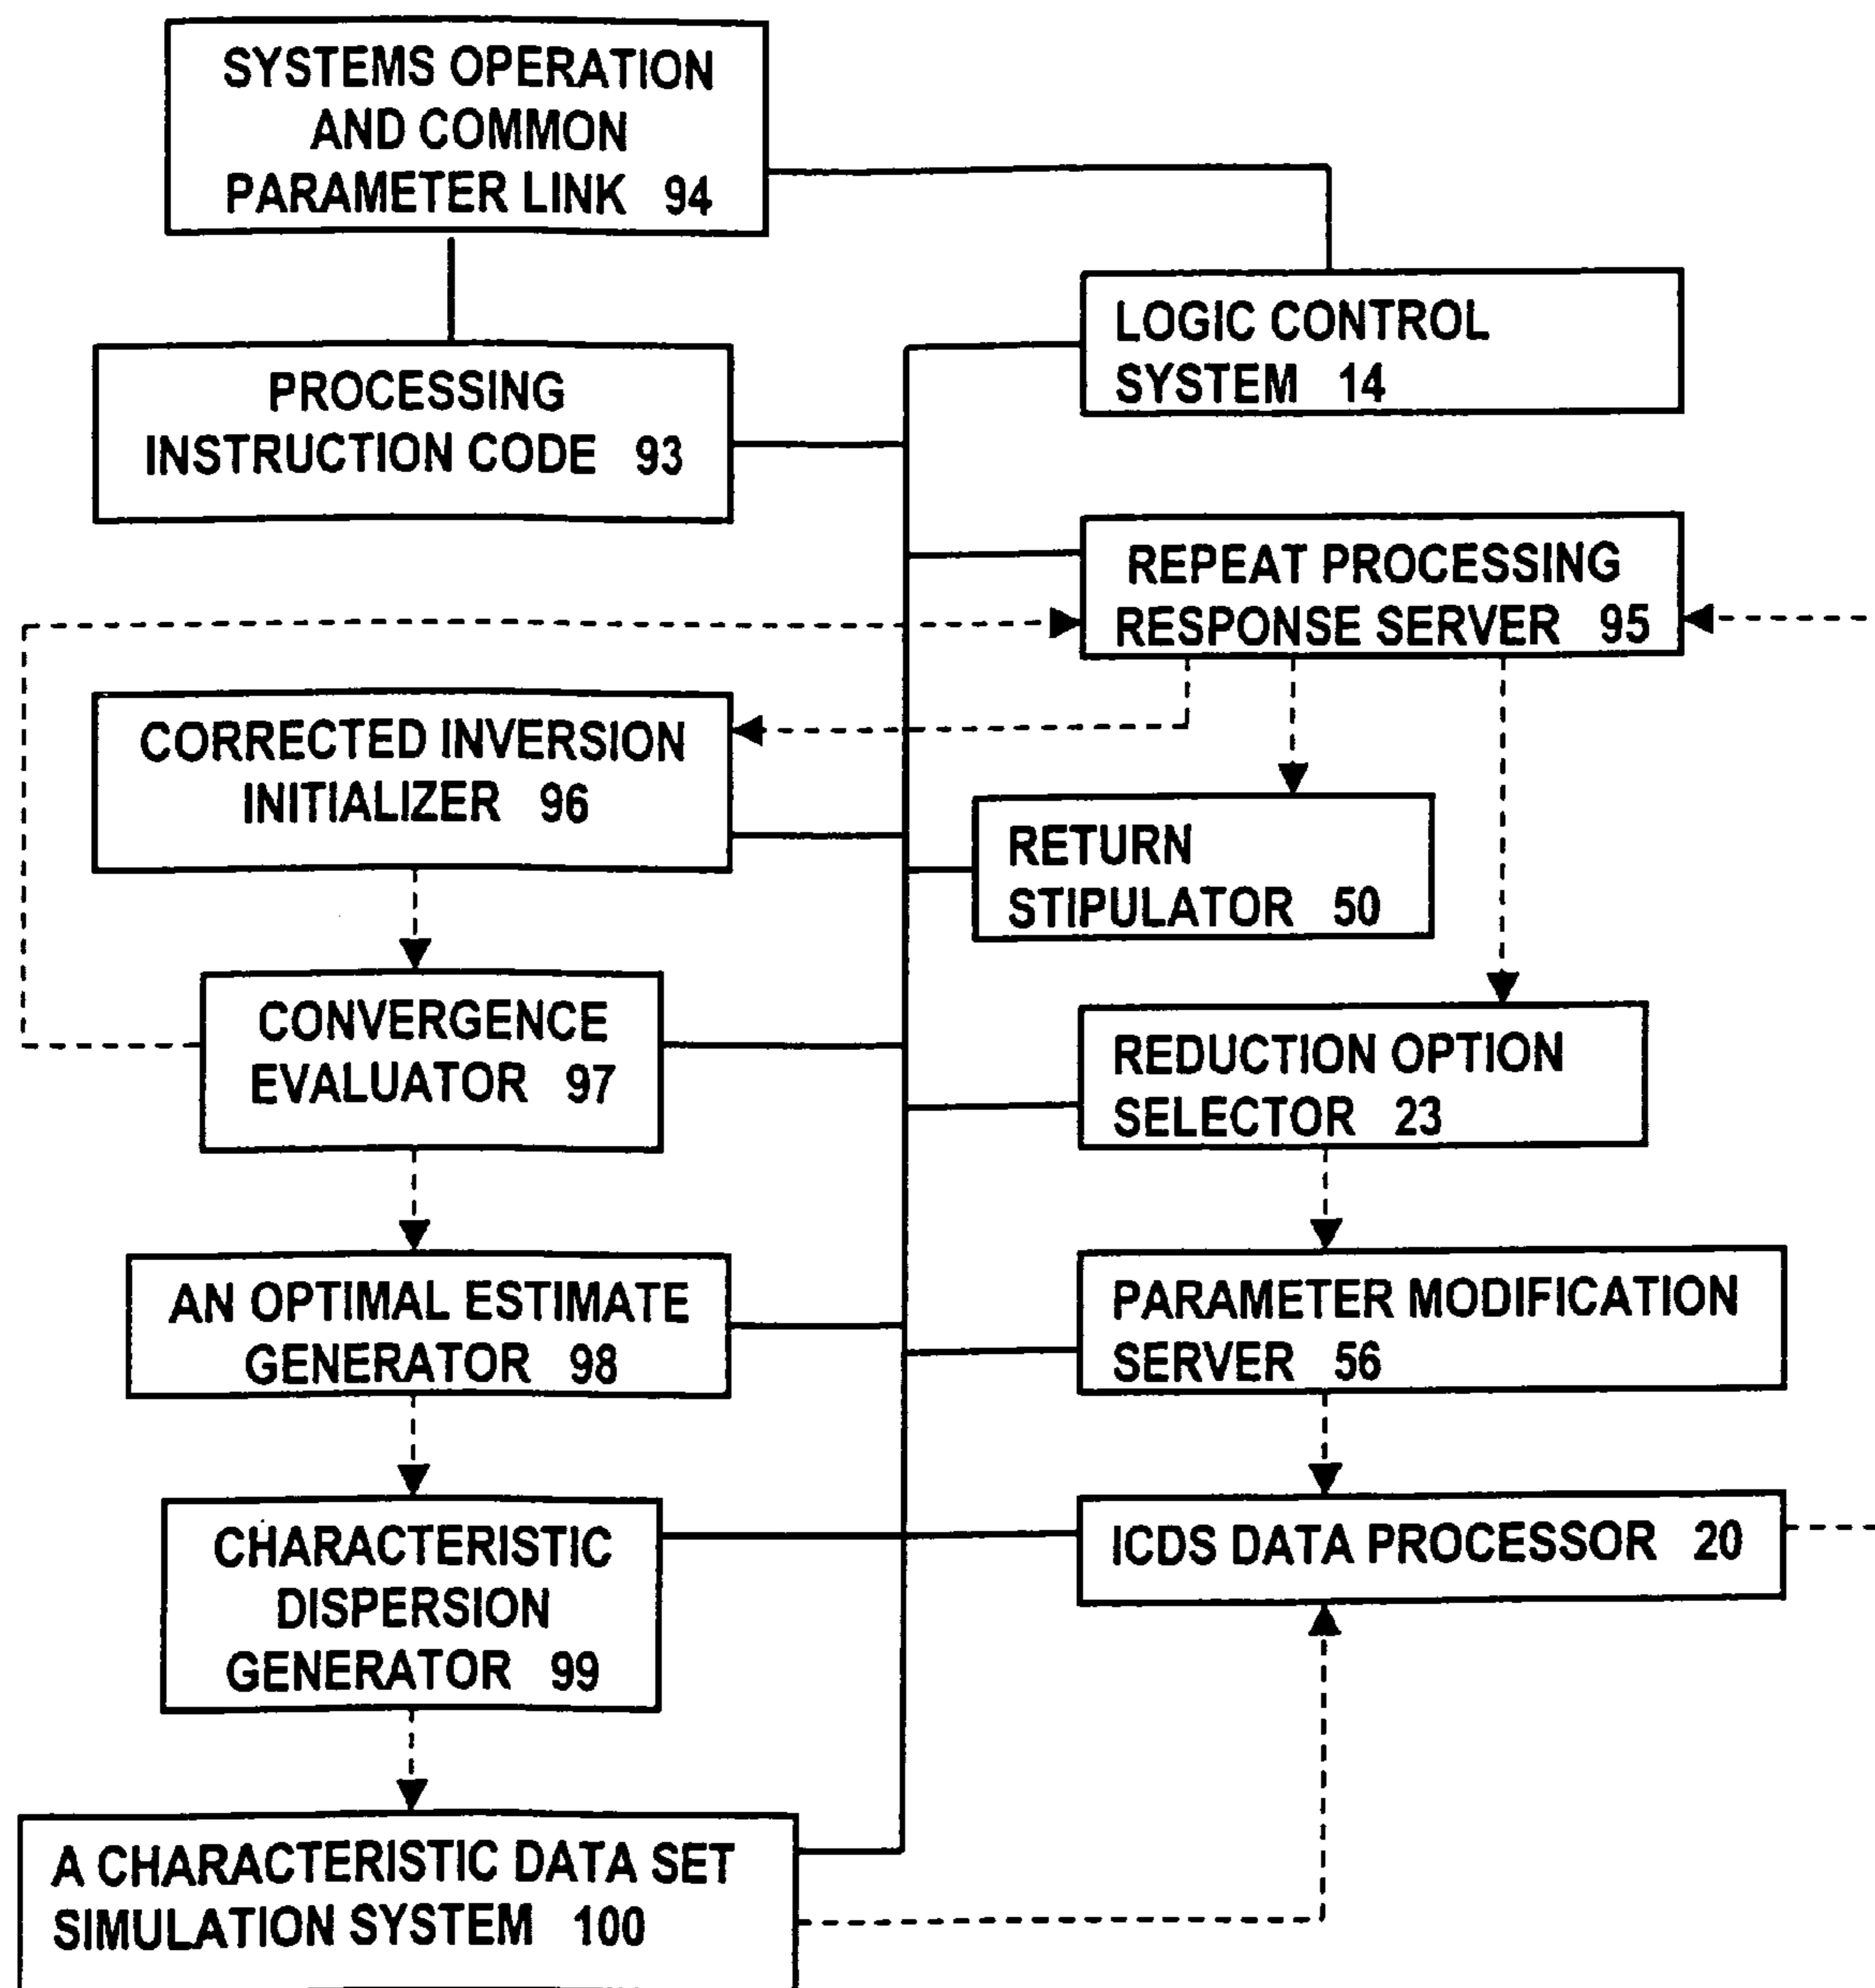 SYSTEMS OPERATION
AND COMMON
PARAMETER LINK 94
LOGIC CONTROL
SYSTEM 14
PROCESSING
INSTRUCTION CODE 93
REPEAT PROCESSING
RESPONSE SERVER 95
CORRECTED INVERSION
INITIALIZER 96
RETURN
STIPULATOR 50
CONVERGENCE
EVALUATOR 97
REDUCTION OPTION
SELECTOR 23
AN OPTIMAL ESTIMATE
GENERATOR 98
PARAMETER MODIFICATION
SERVER 56
CHARACTERISTIC
DISPERSION
GENERATOR 99
ICDS DATA PROCESSOR 20
A CHARACTERISTIC DATA SET
SIMULATION SYSTEM 100